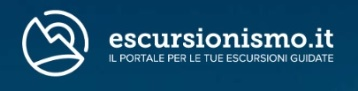 escursionismo.it
IL PORTALE PER LE TUE ESCURSIONI GUIDATE